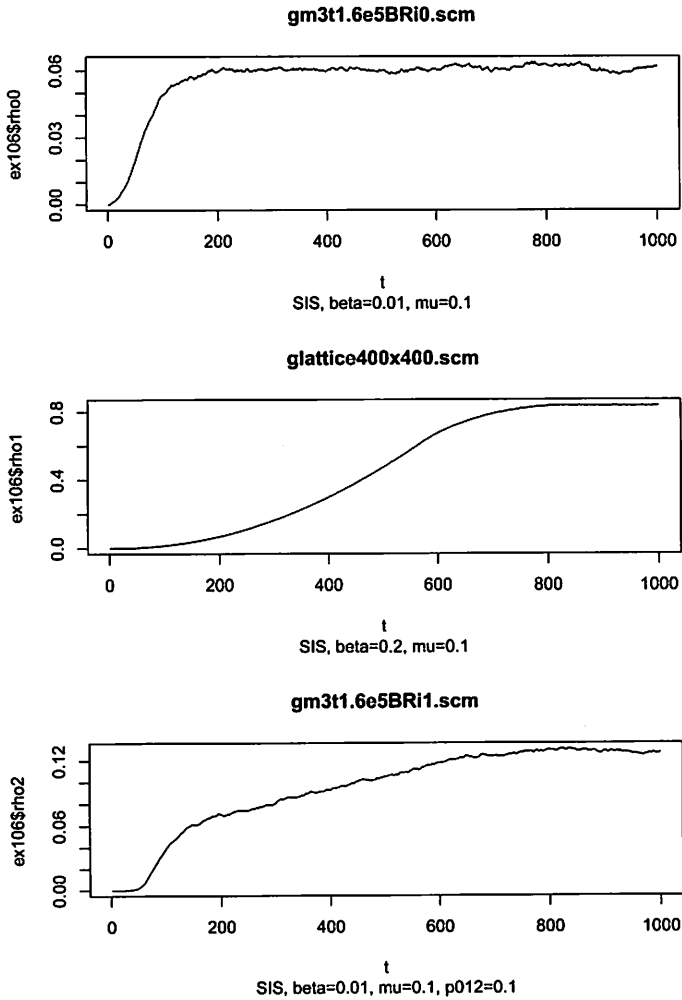 gm3t1.6e5BRi0.scm
ex106$rho0
0.00 0.03 0.06
0 200 400 600 800 1000
t
SIS, beta=0.01, mu=0.1
glattice400x400.scm
ex106$rho1
0.0 0.4 0.8
0 200 400 600 800 1000
t
SIS, beta=0.2, mu=0.1
gm3t1.6e5BRi1.scm
ex106$rho2
0.00 0.06 0.12
0 200 400 600 800 1000
t
SIS, beta=0.01, mu=0.1, p012=0.1